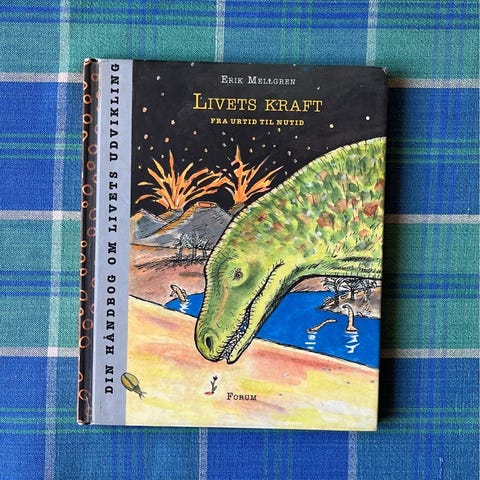 ERIK MELLGREN
LIVETS KRAFT
FRA URTID TIL NUTID
DIN HÅNDBOG OM LIVETS UDVIKLING
FORUM